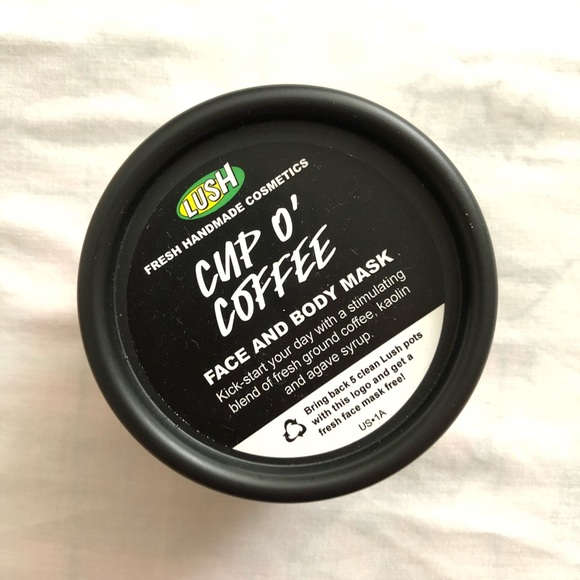 LUSH
FRESH HANDMADE COSMETICS
CUP O'
COFFEE
FACE AND BODY MASK
Kick-start your day with a stimulating
blend of fresh ground coffee, kaolin
and agave syrup.
Bring back 5 clean Lush pots
with this logo and get a
fresh face mask free!
US•1A